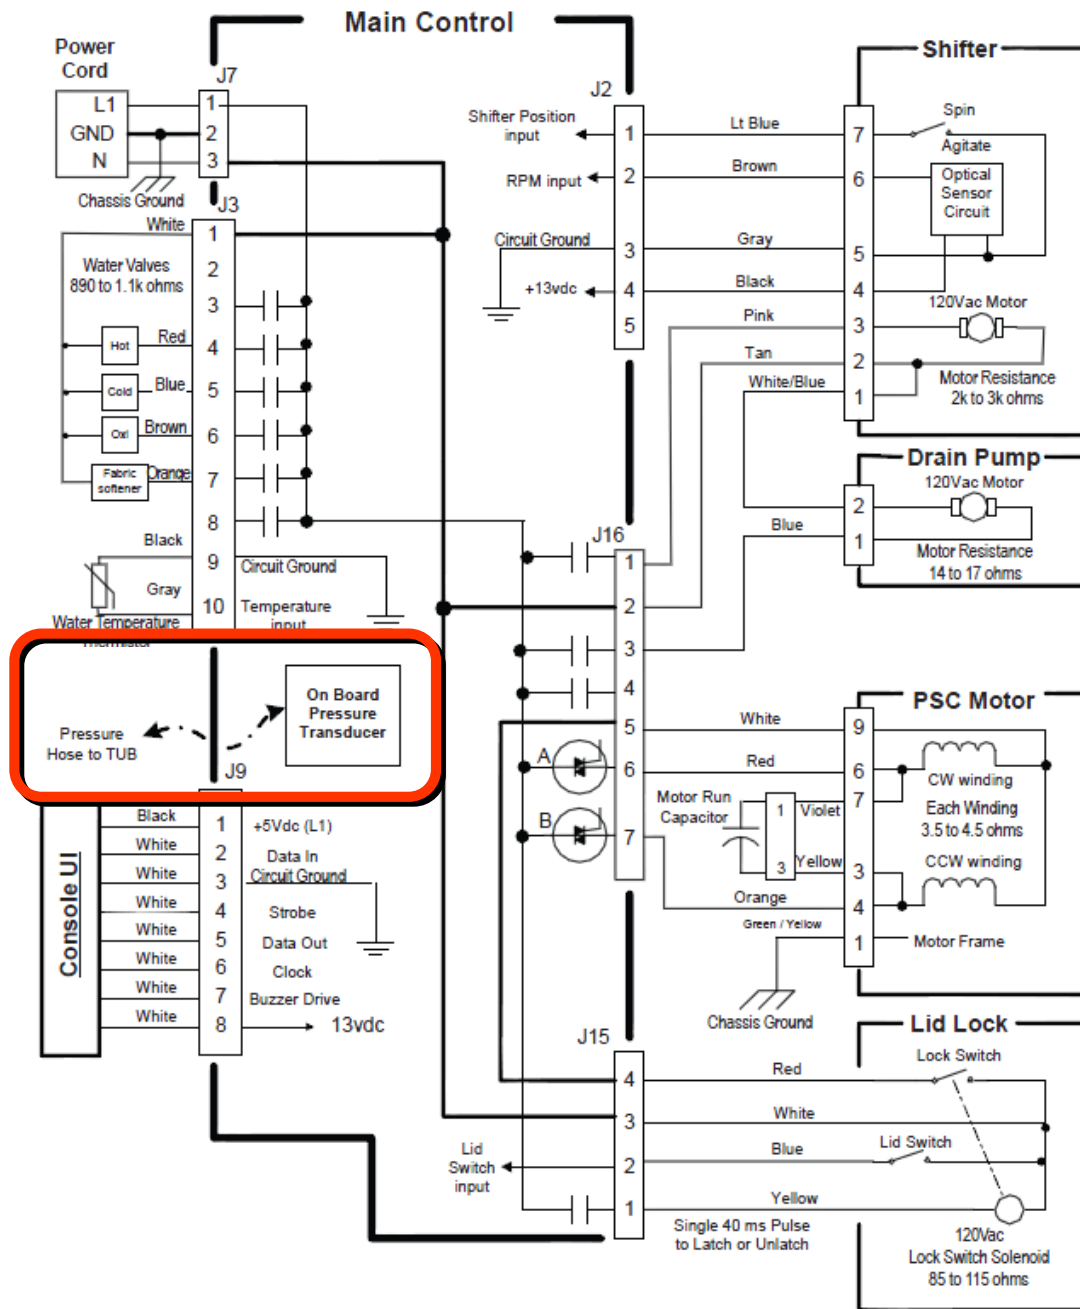 Main Control
Power
Cord
J7
L1
GND
N
1
2
3
Chassis Ground
J3
White
Water Valves
890 to 1.1k ohms
1
2
3
4
5
6
7
8
9
10
Hot
Red
Cold
Blue
Oxi
Brown
Fabric
softener
Orange
Black
Circuit Ground
Gray
Temperature
input
Water Temperature
Thermistor
Pressure
Hose to TUB
On Board
Pressure
Transducer
J9
Console UI
Black
White
White
White
White
White
White
White
1
2
3
4
5
6
7
8
+5Vdc (L1)
Data In
Circuit Ground
Strobe
Data Out
Clock
Buzzer Drive
13vdc
J2
Shifter Position
input
RPM input
Circuit Ground
+13vdc
1
2
3
4
5
Lt Blue
Brown
Gray
Black
Pink
Tan
White/Blue
Shifter
7
6
5
4
3
2
1
Spin
Agitate
Optical
Sensor
Circuit
120Vac Motor
Motor Resistance
2k to 3k ohms
Drain Pump
120Vac Motor
2
1
Blue
Motor Resistance
14 to 17 ohms
J16
1
2
3
4
5
6
7
A
B
White
Red
Motor Run
Capacitor
1
3
Violet
Yellow
Orange
Green / Yellow
Chassis Ground
PSC Motor
9
6
7
3
4
1
CW winding
Each Winding
3.5 to 4.5 ohms
CCW winding
Motor Frame
J15
4
3
2
1
Lid
Switch
input
Red
White
Blue
Yellow
Single 40 ms Pulse
to Latch or Unlatch
Lid Lock
Lock Switch
Lid Switch
120Vac
Lock Switch Solenoid
85 to 115 ohms